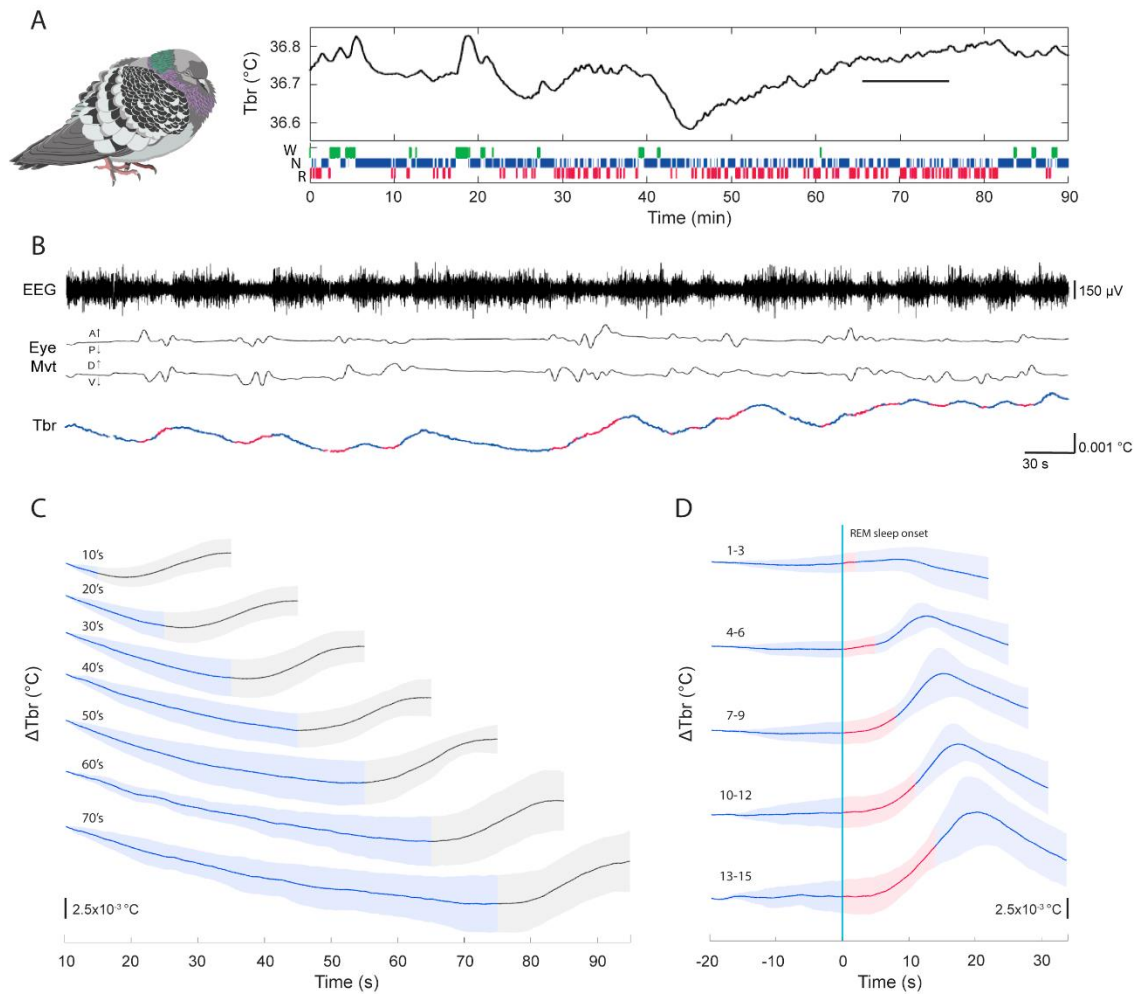 A
Tbr (°C)
36.8
36.7
36.6
W
N
R
0 10 20 30 40 50 60 70 80 90
Time (min)
B
EEG
150 µV
Eye
Mvt
A↑
P↓
D↑
V↓
Tbr
0.001 °C
30 s
C
ΔTbr (°C)
10's
20's
30's
40's
50's
60's
70's
2.5x10⁻³ °C
10 20 30 40 50 60 70 80 90
Time (s)
D
REM sleep onset
ΔTbr (°C)
1-3
4-6
7-9
10-12
13-15
2.5x10⁻³ °C
-20 -10 0 10 20 30
Time (s)